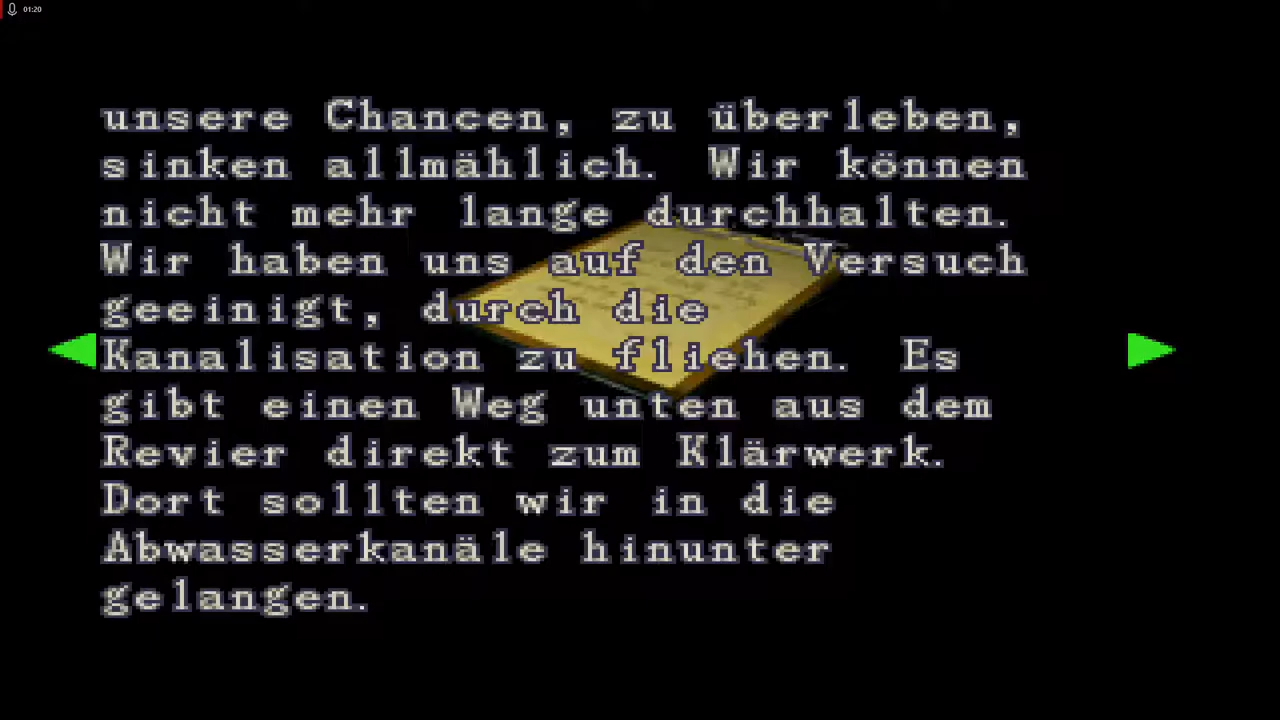 01:20
unsere Chancen, zu überleben,
sinken allmählich. Wir können
nicht mehr lange durchhalten.
Wir haben uns auf den Versuch
geeinigt, durch die
Kanalisation zu fliehen. Es
gibt einen Weg unten aus dem
Revier direkt zum Klärwerk.
Dort sollten wir in die
Abwasserkanäle hinunter
gelangen.